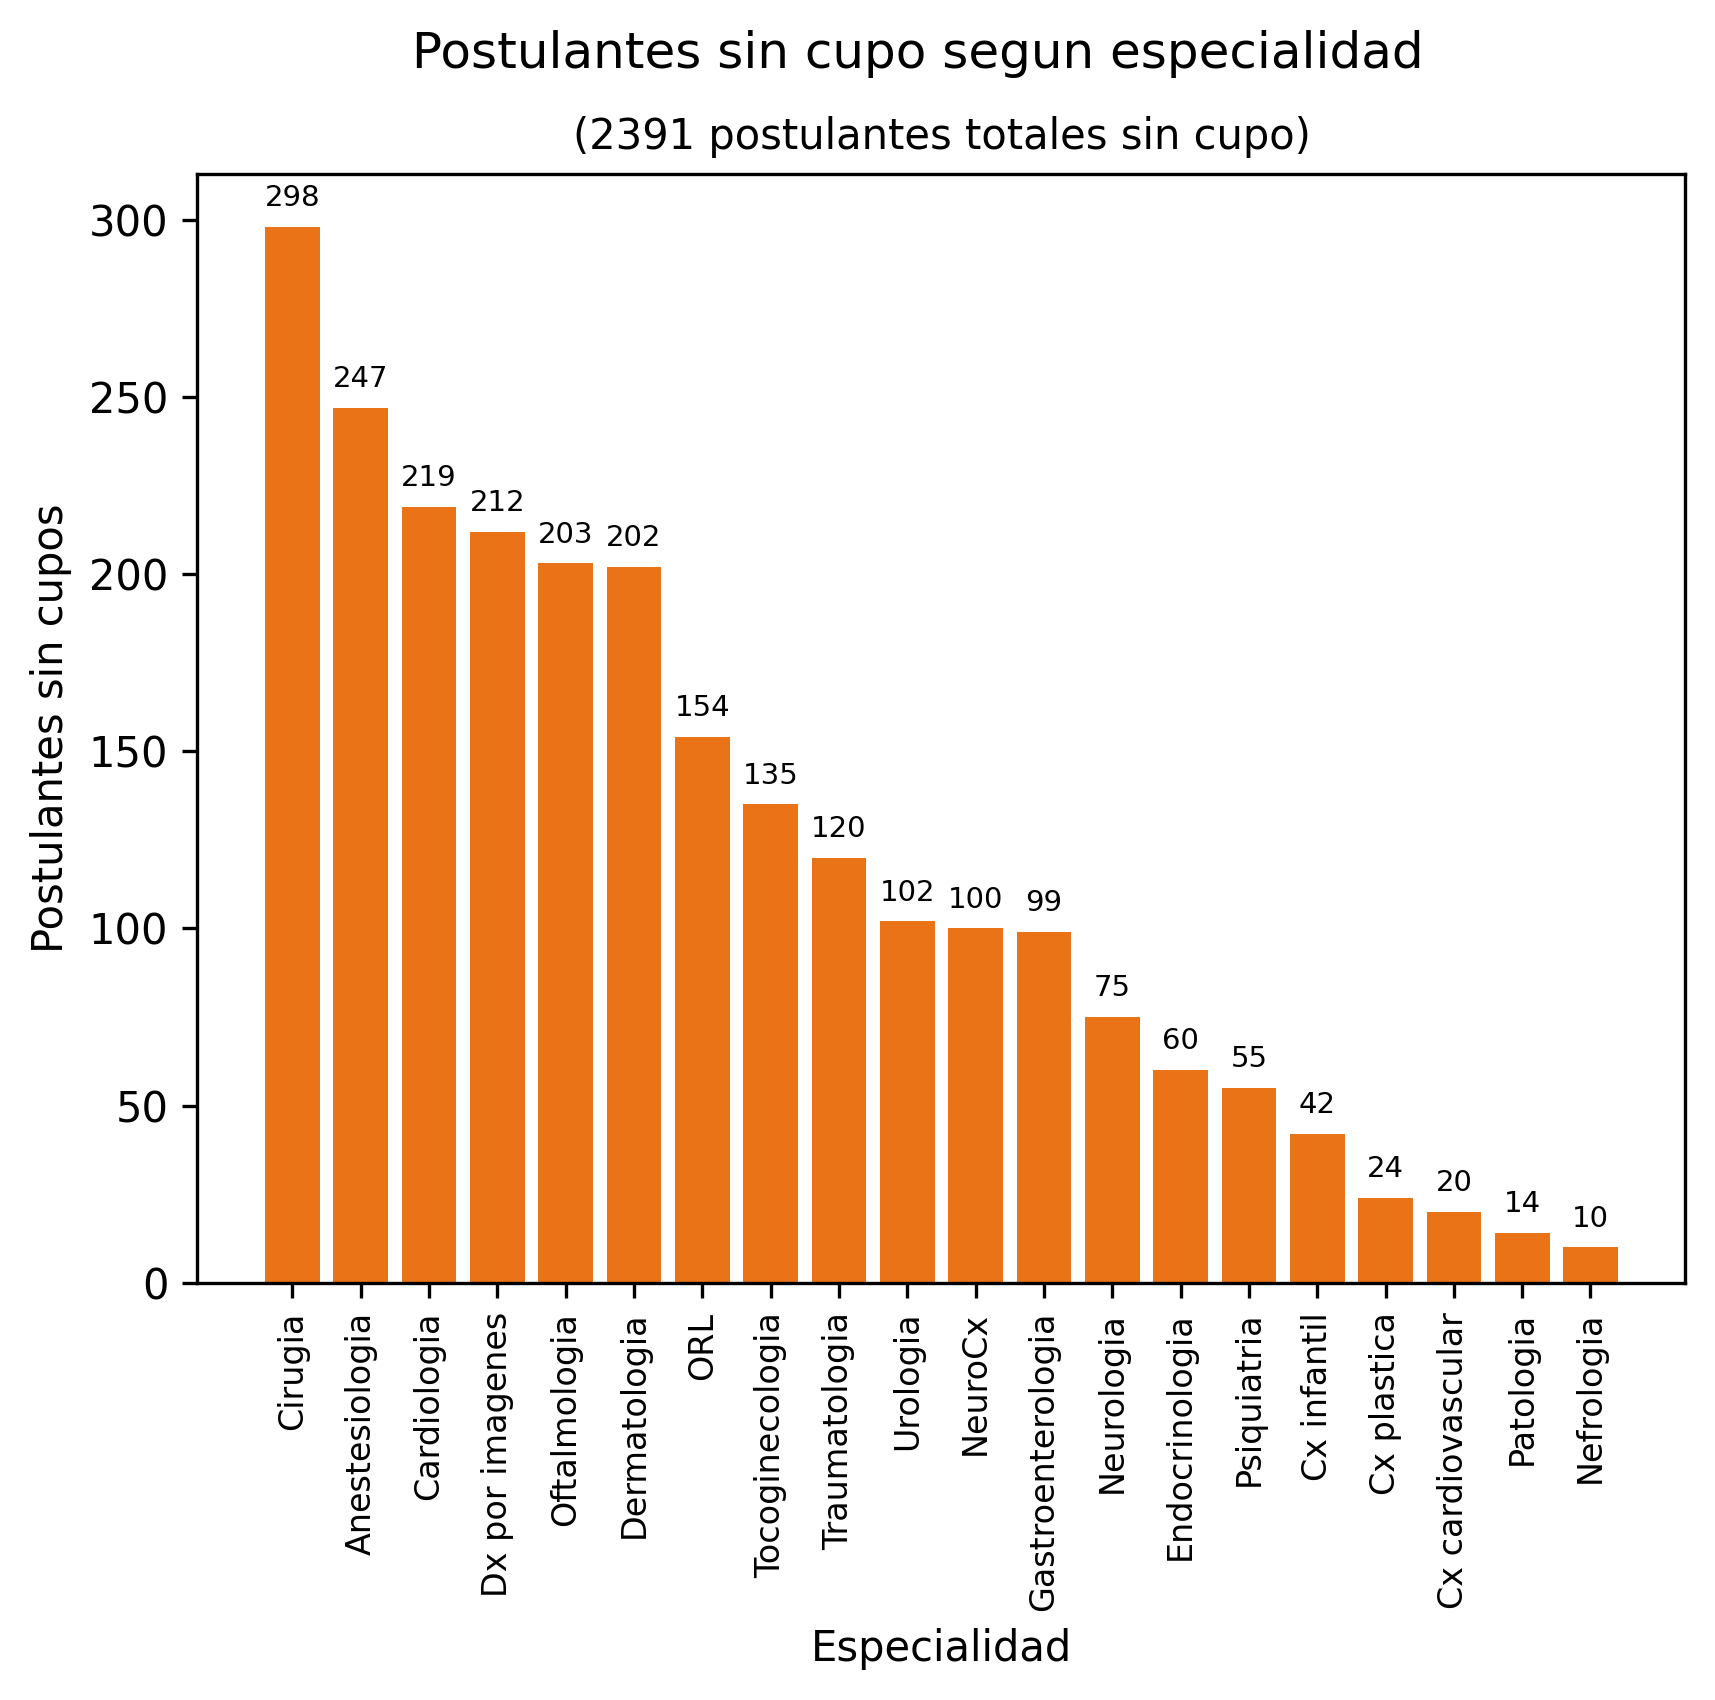 Postulantes sin cupo segun especialidad
(2391 postulantes totales sin cupo)
Postulantes sin cupos
300
250
200
150
100
50
0
298
247
219
212
203
202
154
135
120
102
100
99
75
60
55
42
24
20
14
10
Cirugia
Anestesiologia
Cardiologia
Dx por imagenes
Oftalmologia
Dermatologia
ORL
Tocoginecologia
Traumatologia
Urologia
NeuroCx
Gastroenterologia
Neurologia
Endocrinologia
Psiquiatria
Cx infantil
Cx plastica
Cx cardiovascular
Patologia
Nefrologia
Especialidad